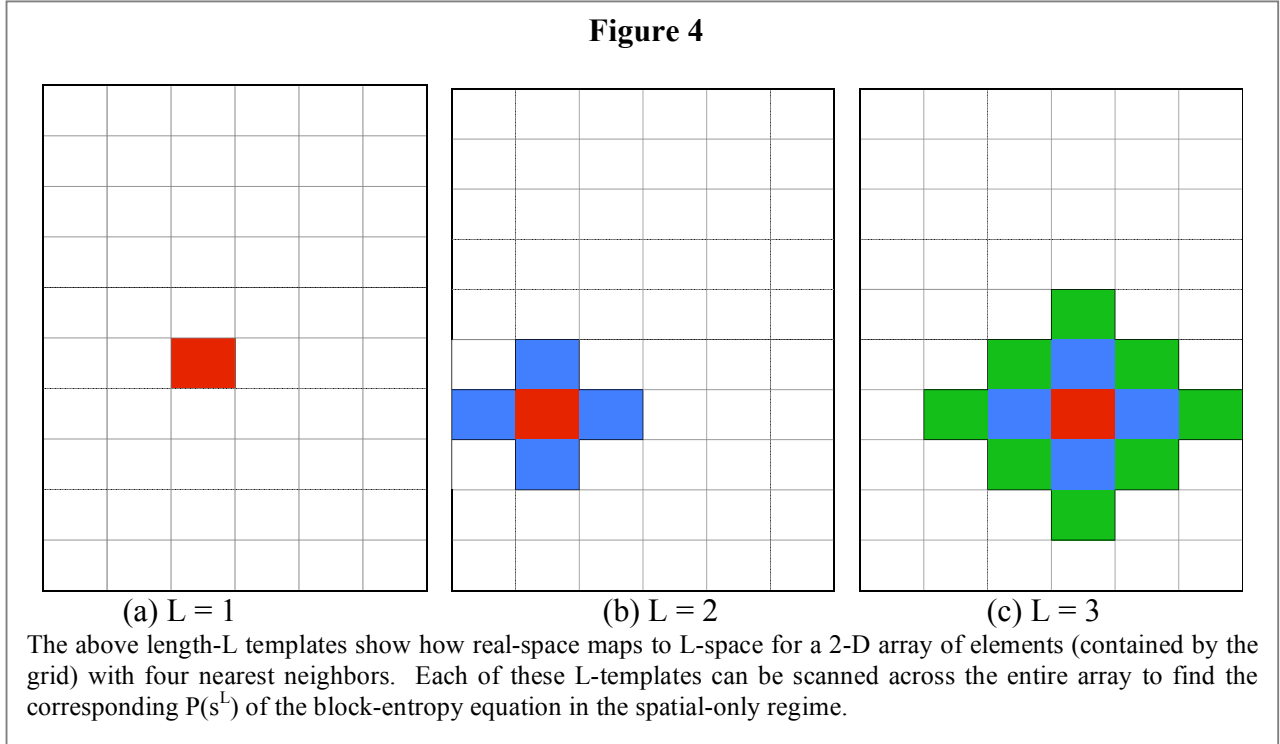 Figure 4
(a) L = 1
(b) L = 2
(c) L = 3
The above length-L templates show how real-space maps to L-space for a 2-D array of elements (contained by the
grid) with four nearest neighbors. Each of these L-templates can be scanned across the entire array to find the
corresponding P(s^L) of the block-entropy equation in the spatial-only regime.